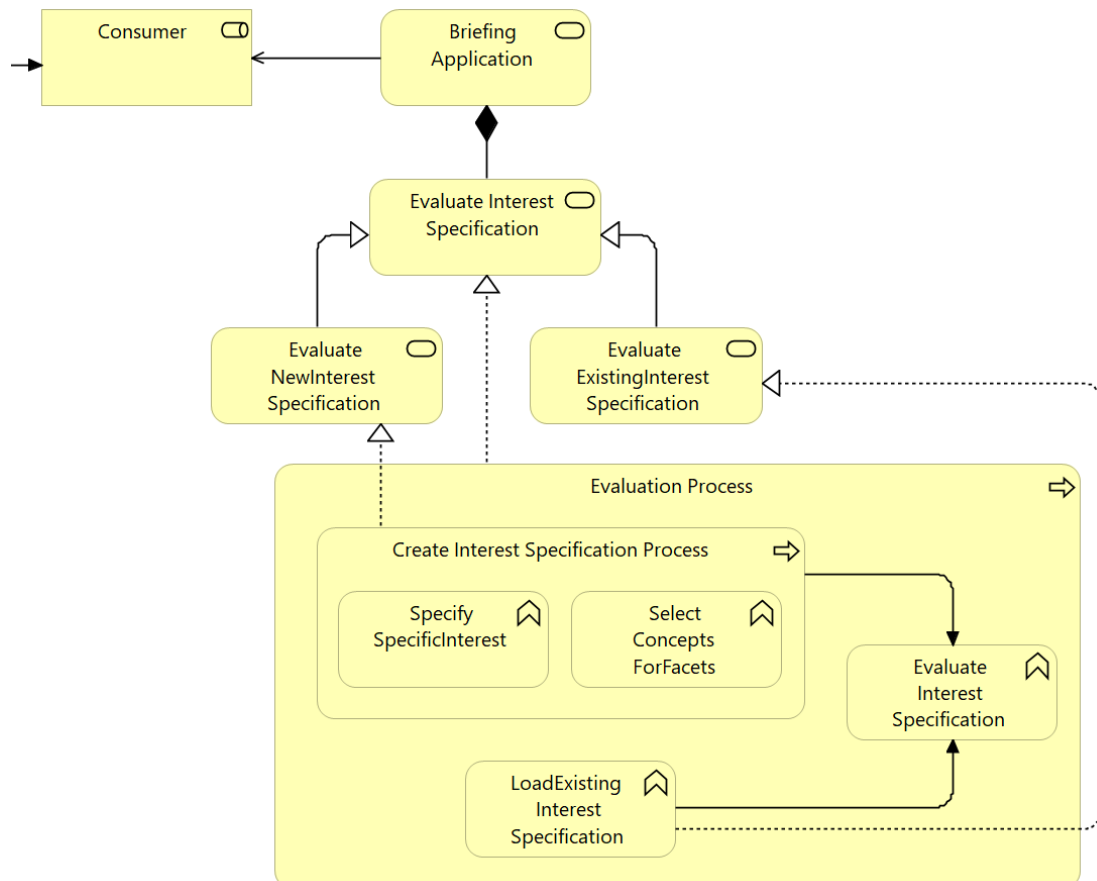 Consumer
Briefing
Application
Evaluate Interest
Specification
Evaluate
NewInterest
Specification
Evaluate
ExistingInterest
Specification
Evaluation Process
Create Interest Specification Process
Specify
SpecificInterest
Select
Concepts
ForFacets
Evaluate
Interest
Specification
LoadExisting
Interest
Specification